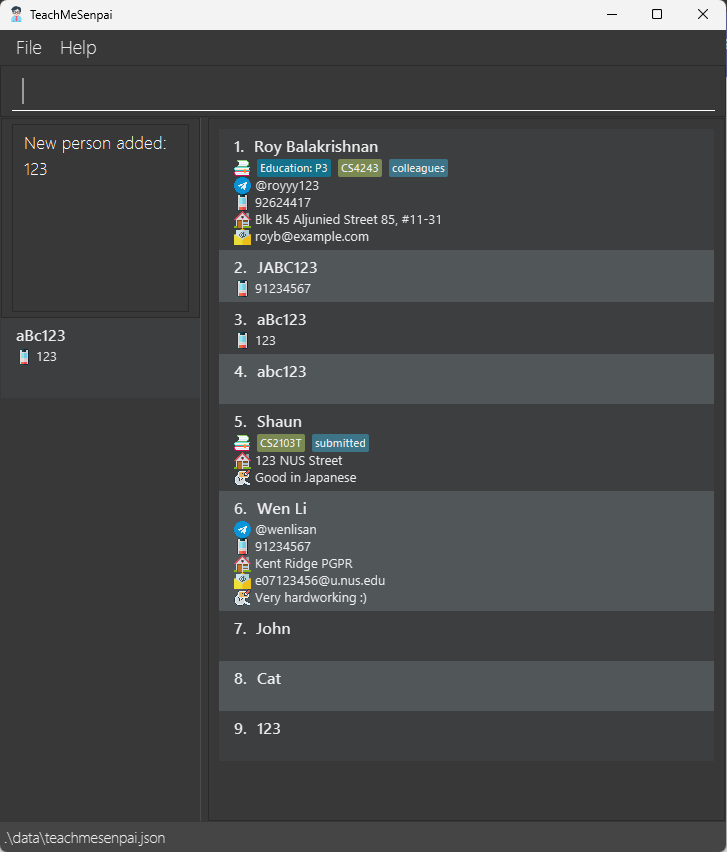 TeachMeSenpai
File Help
New person added:
123
aBc123
123
1. Roy Balakrishnan
Education: P3 CS4243 colleagues
@royyy123
92624417
Blk 45 Aljunied Street 85, #11-31
royb@example.com
2. JABC123
91234567
3. aBc123
123
4. abc123
5. Shaun
CS2103T submitted
123 NUS Street
Good in Japanese
6. Wen Li
@wenlisan
91234567
Kent Ridge PGPR
e07123456@u.nus.edu
Very hardworking :)
7. John
8. Cat
9. 123
.\data\teachmesenpai.json